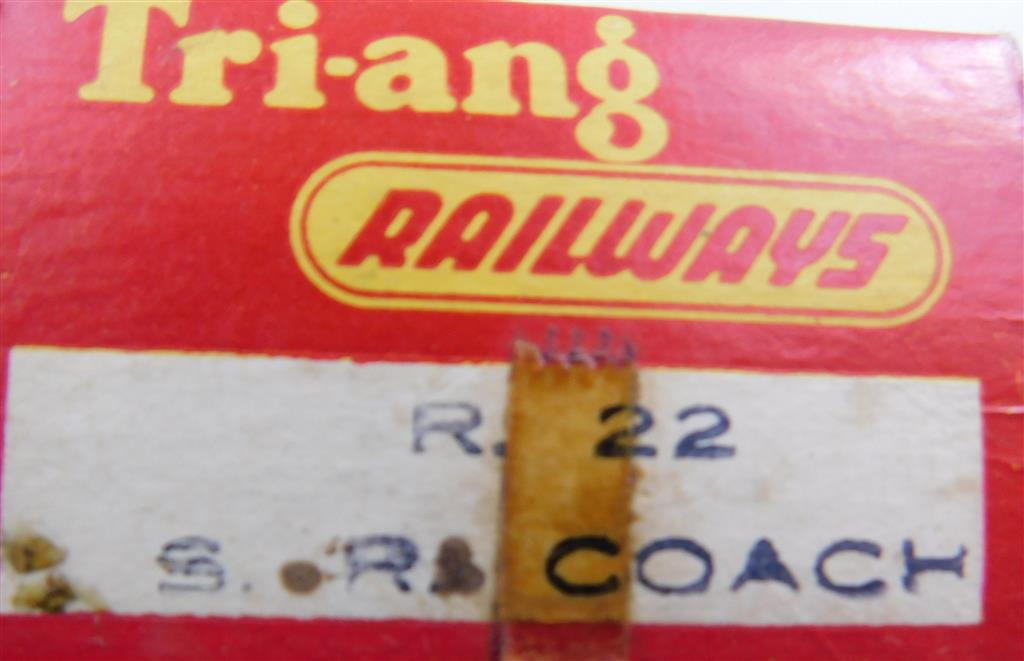 Tri-ang
RAILWAYS
R. 22
S. R. COACH